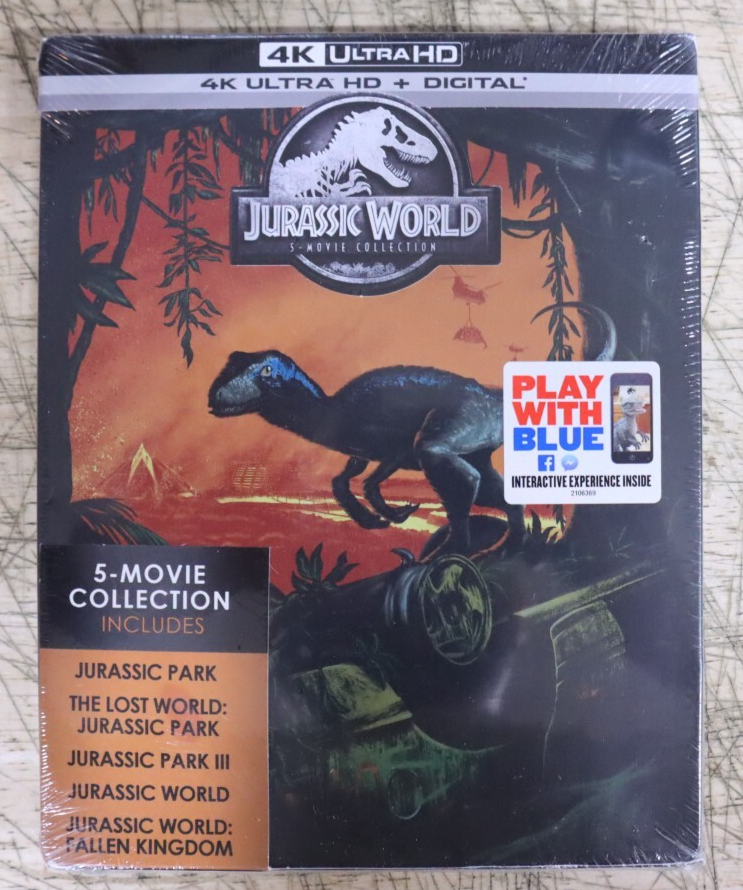 4K ULTRA HD
4K ULTRA HD + DIGITAL*
JURASSIC WORLD
5-MOVIE COLLECTION
PLAY
WITH
BLUE
INTERACTIVE EXPERIENCE INSIDE
2106369
5-MOVIE
COLLECTION
INCLUDES
JURASSIC PARK
THE LOST WORLD:
JURASSIC PARK
JURASSIC PARK III
JURASSIC WORLD
JURASSIC WORLD:
FALLEN KINGDOM